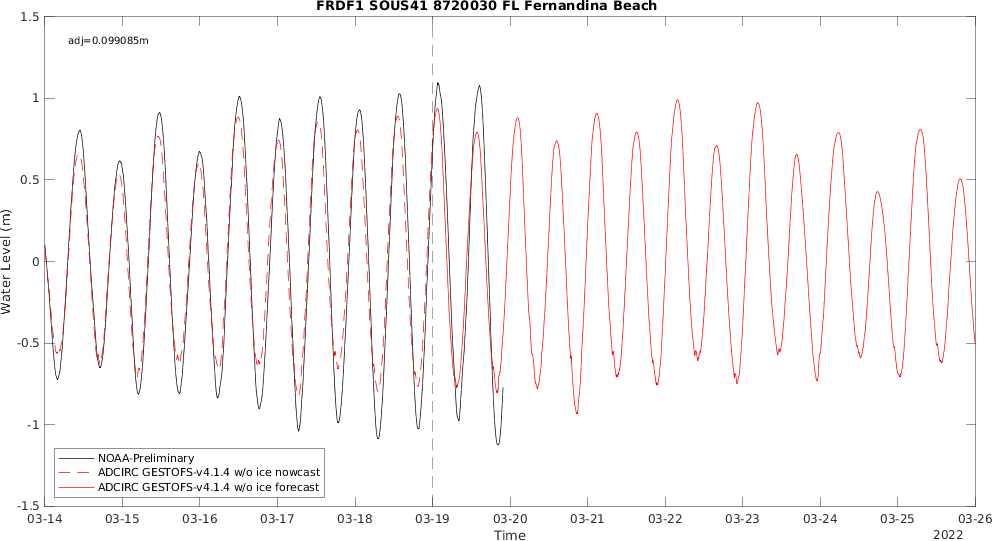 FRDF1 SOUS41 8720030 FL Fernandina Beach
1.5
adj=0.099085m
1
0.5
0
-0.5
-1
-1.5
Water Level (m)
NOAA-Preliminary
ADCIRC GESTOFS-v4.1.4 w/o ice nowcast
ADCIRC GESTOFS-v4.1.4 w/o ice forecast
03-14 03-15 03-16 03-17 03-18 03-19 03-20 03-21 03-22 03-23 03-24 03-25 03-26
Time
2022